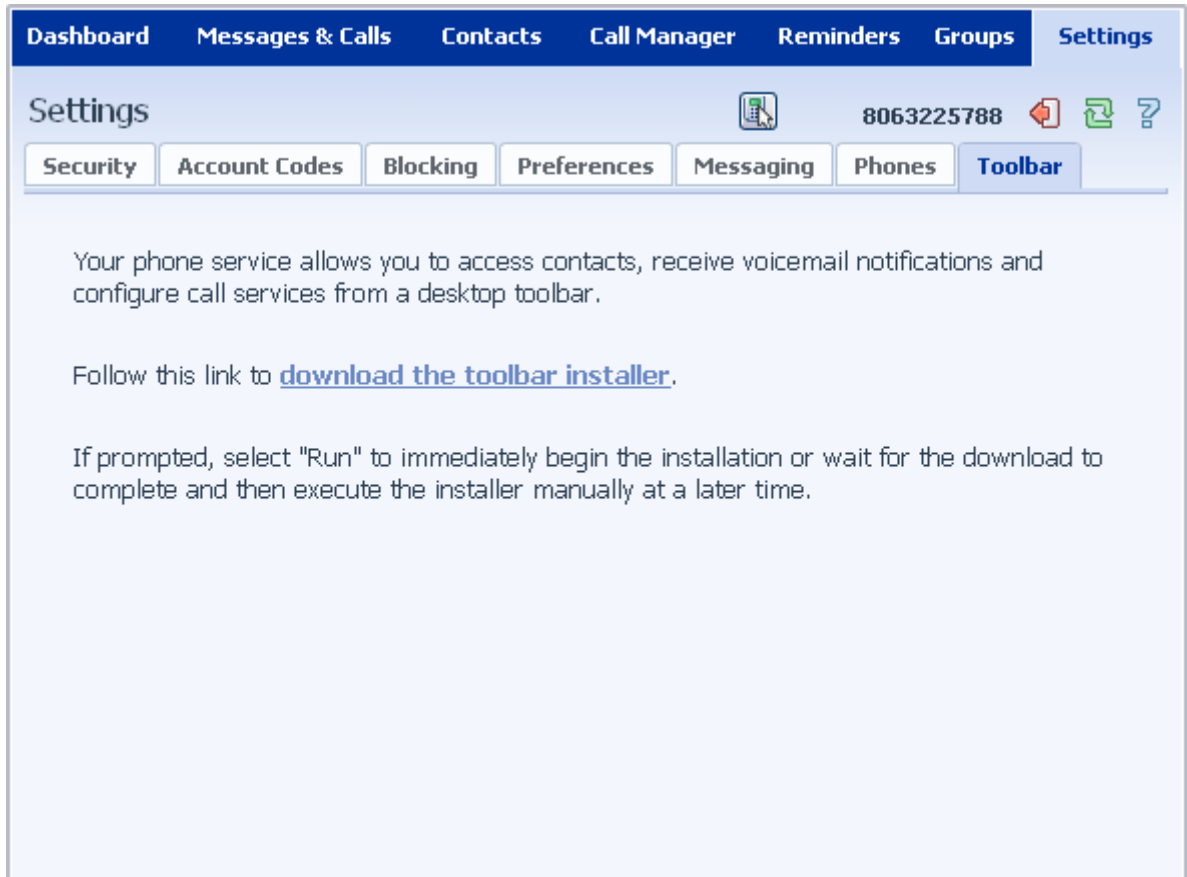 Dashboard Messages & Calls Contacts Call Manager Reminders Groups Settings
Settings 8063225788 ?
Security Account Codes Blocking Preferences Messaging Phones Toolbar
Your phone service allows you to access contacts, receive voicemail notifications and
configure call services from a desktop toolbar.
Follow this link to download the toolbar installer.
If prompted, select "Run" to immediately begin the installation or wait for the download to
complete and then execute the installer manually at a later time.